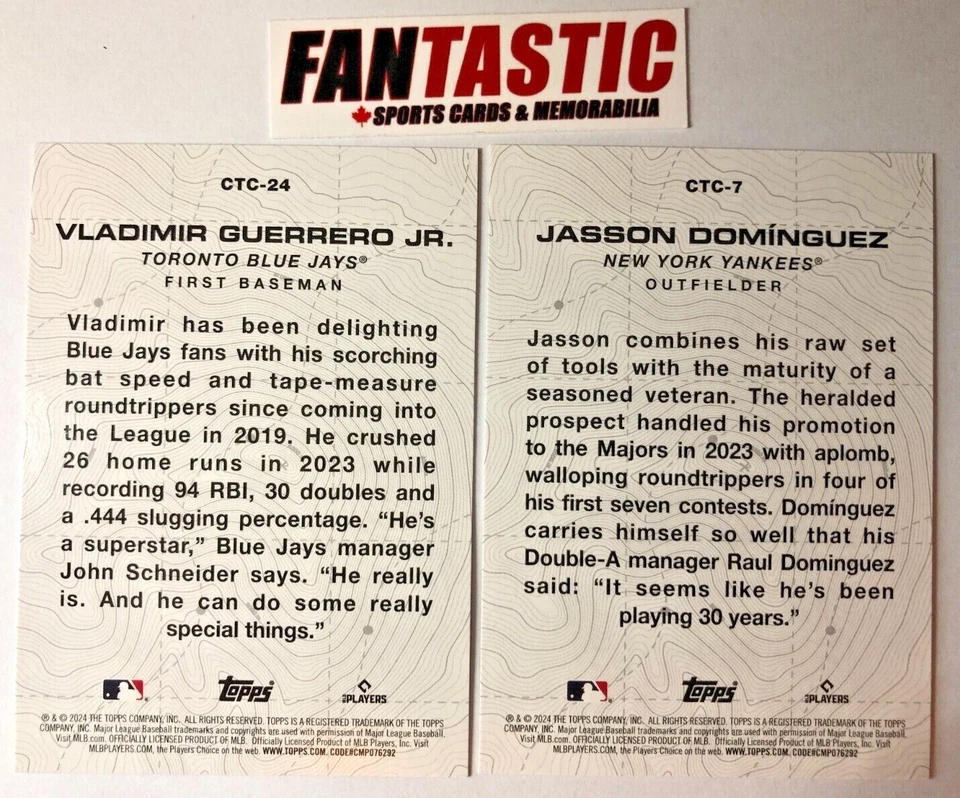 FANTASTIC
SPORTS CARDS & MEMORABILIA
CTC-24
VLADIMIR GUERRERO JR.
TORONTO BLUE JAYS®
FIRST BASEMAN
Vladimir has been delighting
Blue Jays fans with his scorching
bat speed and tape-measure
roundtrippers since coming into
the League in 2019. He crushed
26 home runs in 2023 while
recording 94 RBI, 30 doubles and
a .444 slugging percentage. “He’s
a superstar,” Blue Jays manager
John Schneider says. “He really
is. And he can do some really
special things.”
Topps
MLB PLAYERS
® & © 2024 THE TOPPS COMPANY, INC. ALL RIGHTS RESERVED. TOPPS IS A REGISTERED TRADEMARK OF THE TOPPS
COMPANY, INC. Major League Baseball trademarks and copyrights are used with permission of Major League Baseball.
Visit MLB.com. OFFICIALLY LICENSED PRODUCT OF MLB. Officially Licensed Product of MLB Players, Inc. Visit
MLBPLAYERS.COM, the Players Choice on the web. WWW.TOPPS.COM. CODE#CMP076292
CTC-7
JASSON DOMÍNGUEZ
NEW YORK YANKEES®
OUTFIELDER
Jasson combines his raw set
of tools with the maturity of a
seasoned veteran. The heralded
prospect handled his promotion
to the Majors in 2023 with aplomb,
walloping roundtrippers in four of
his first seven contests. Domínguez
carries himself so well that his
Double-A manager Raul Dominguez
said: “It seems like he’s been
playing 30 years.”
Topps
MLB PLAYERS
® & © 2024 THE TOPPS COMPANY, INC. ALL RIGHTS RESERVED. TOPPS IS A REGISTERED TRADEMARK OF THE TOPPS
COMPANY, INC. Major League Baseball trademarks and copyrights are used with permission of Major League Baseball.
Visit MLB.com. OFFICIALLY LICENSED PRODUCT OF MLB. Officially Licensed Product of MLB Players, Inc. Visit
MLBPLAYERS.COM, the Players Choice on the web. WWW.TOPPS.COM. CODE#CMP076292